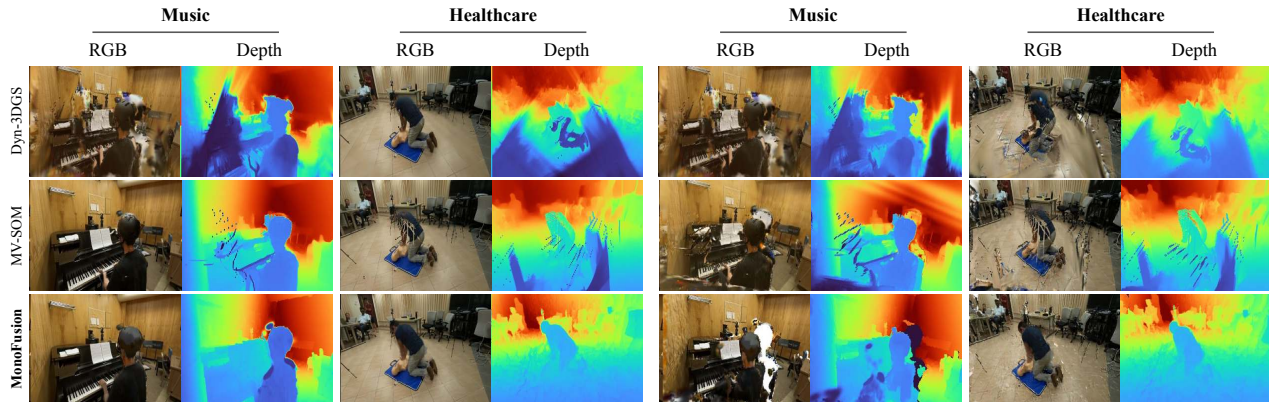 Music Healthcare Music Healthcare
RGB Depth RGB Depth RGB Depth RGB Depth
Dyn-3DGS
MV-SOM
MonoFusion